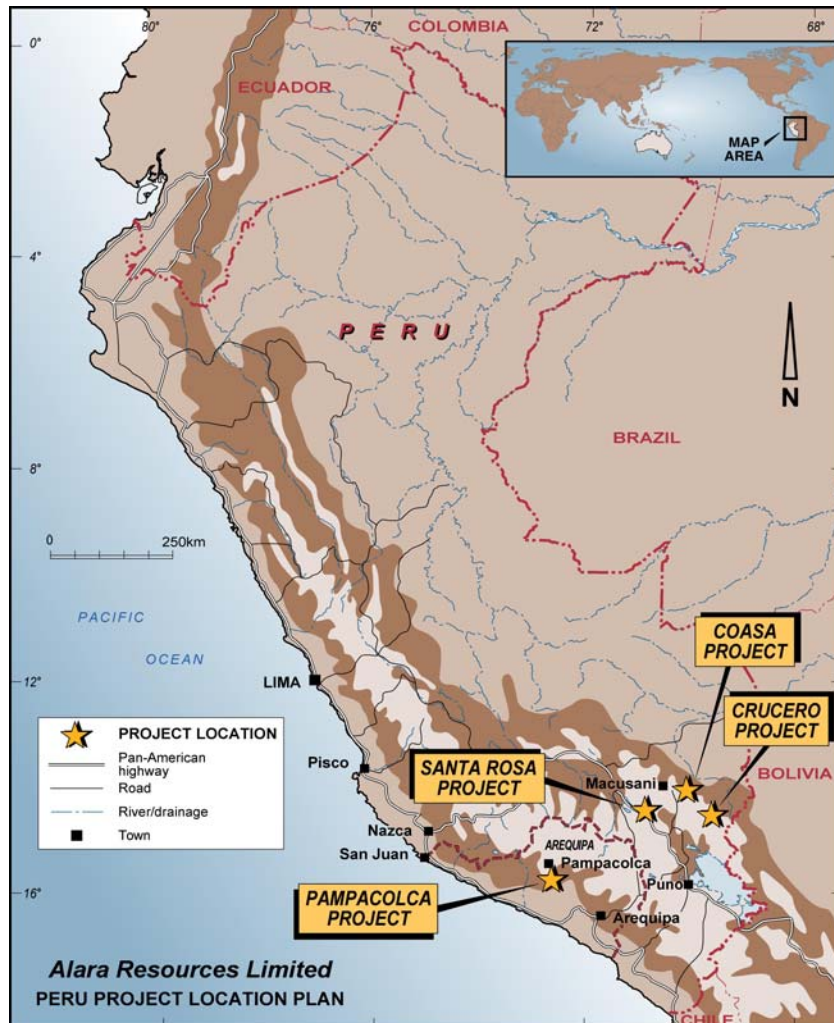 80°
76°
72°
68°
COLOMBIA
0°
ECUADOR
MAP
AREA
4°
PERU
N
BRAZIL
8°
0
250km
PACIFIC
OCEAN
COASA
PROJECT
12°
LIMA
CRUCERO
PROJECT
PROJECT LOCATION
Pan-American
highway
Road
River/drainage
Town
Pisco
SANTA ROSA
PROJECT
Macusani
BOLIVIA
Nazca
San Juan
AREQUIPA
Pampacolca
Puno
16°
PAMPACOLCA
PROJECT
Arequipa
Alara Resources Limited
PERU PROJECT LOCATION PLAN
CHILE